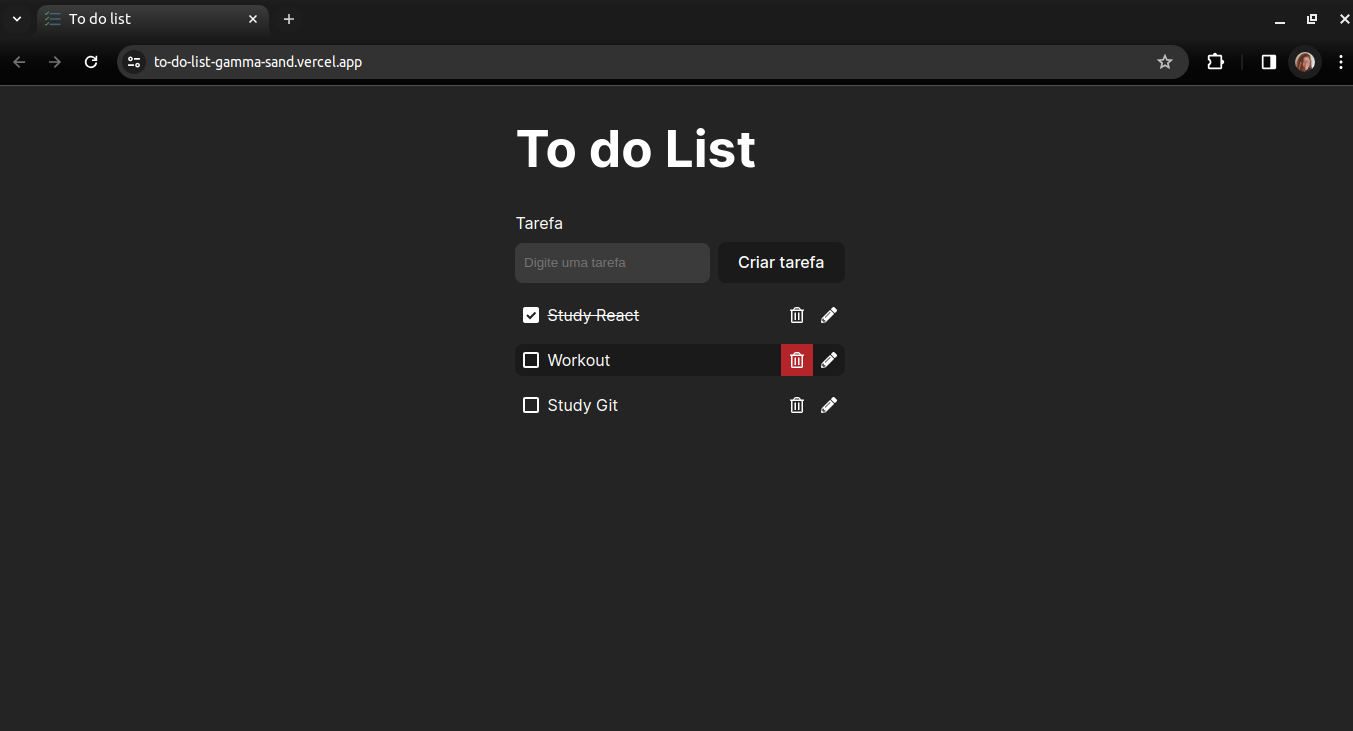 To do list
to-do-list-gamma-sand.vercel.app
To do List
Tarefa
Digite uma tarefa
Criar tarefa
Study React
Workout
Study Git